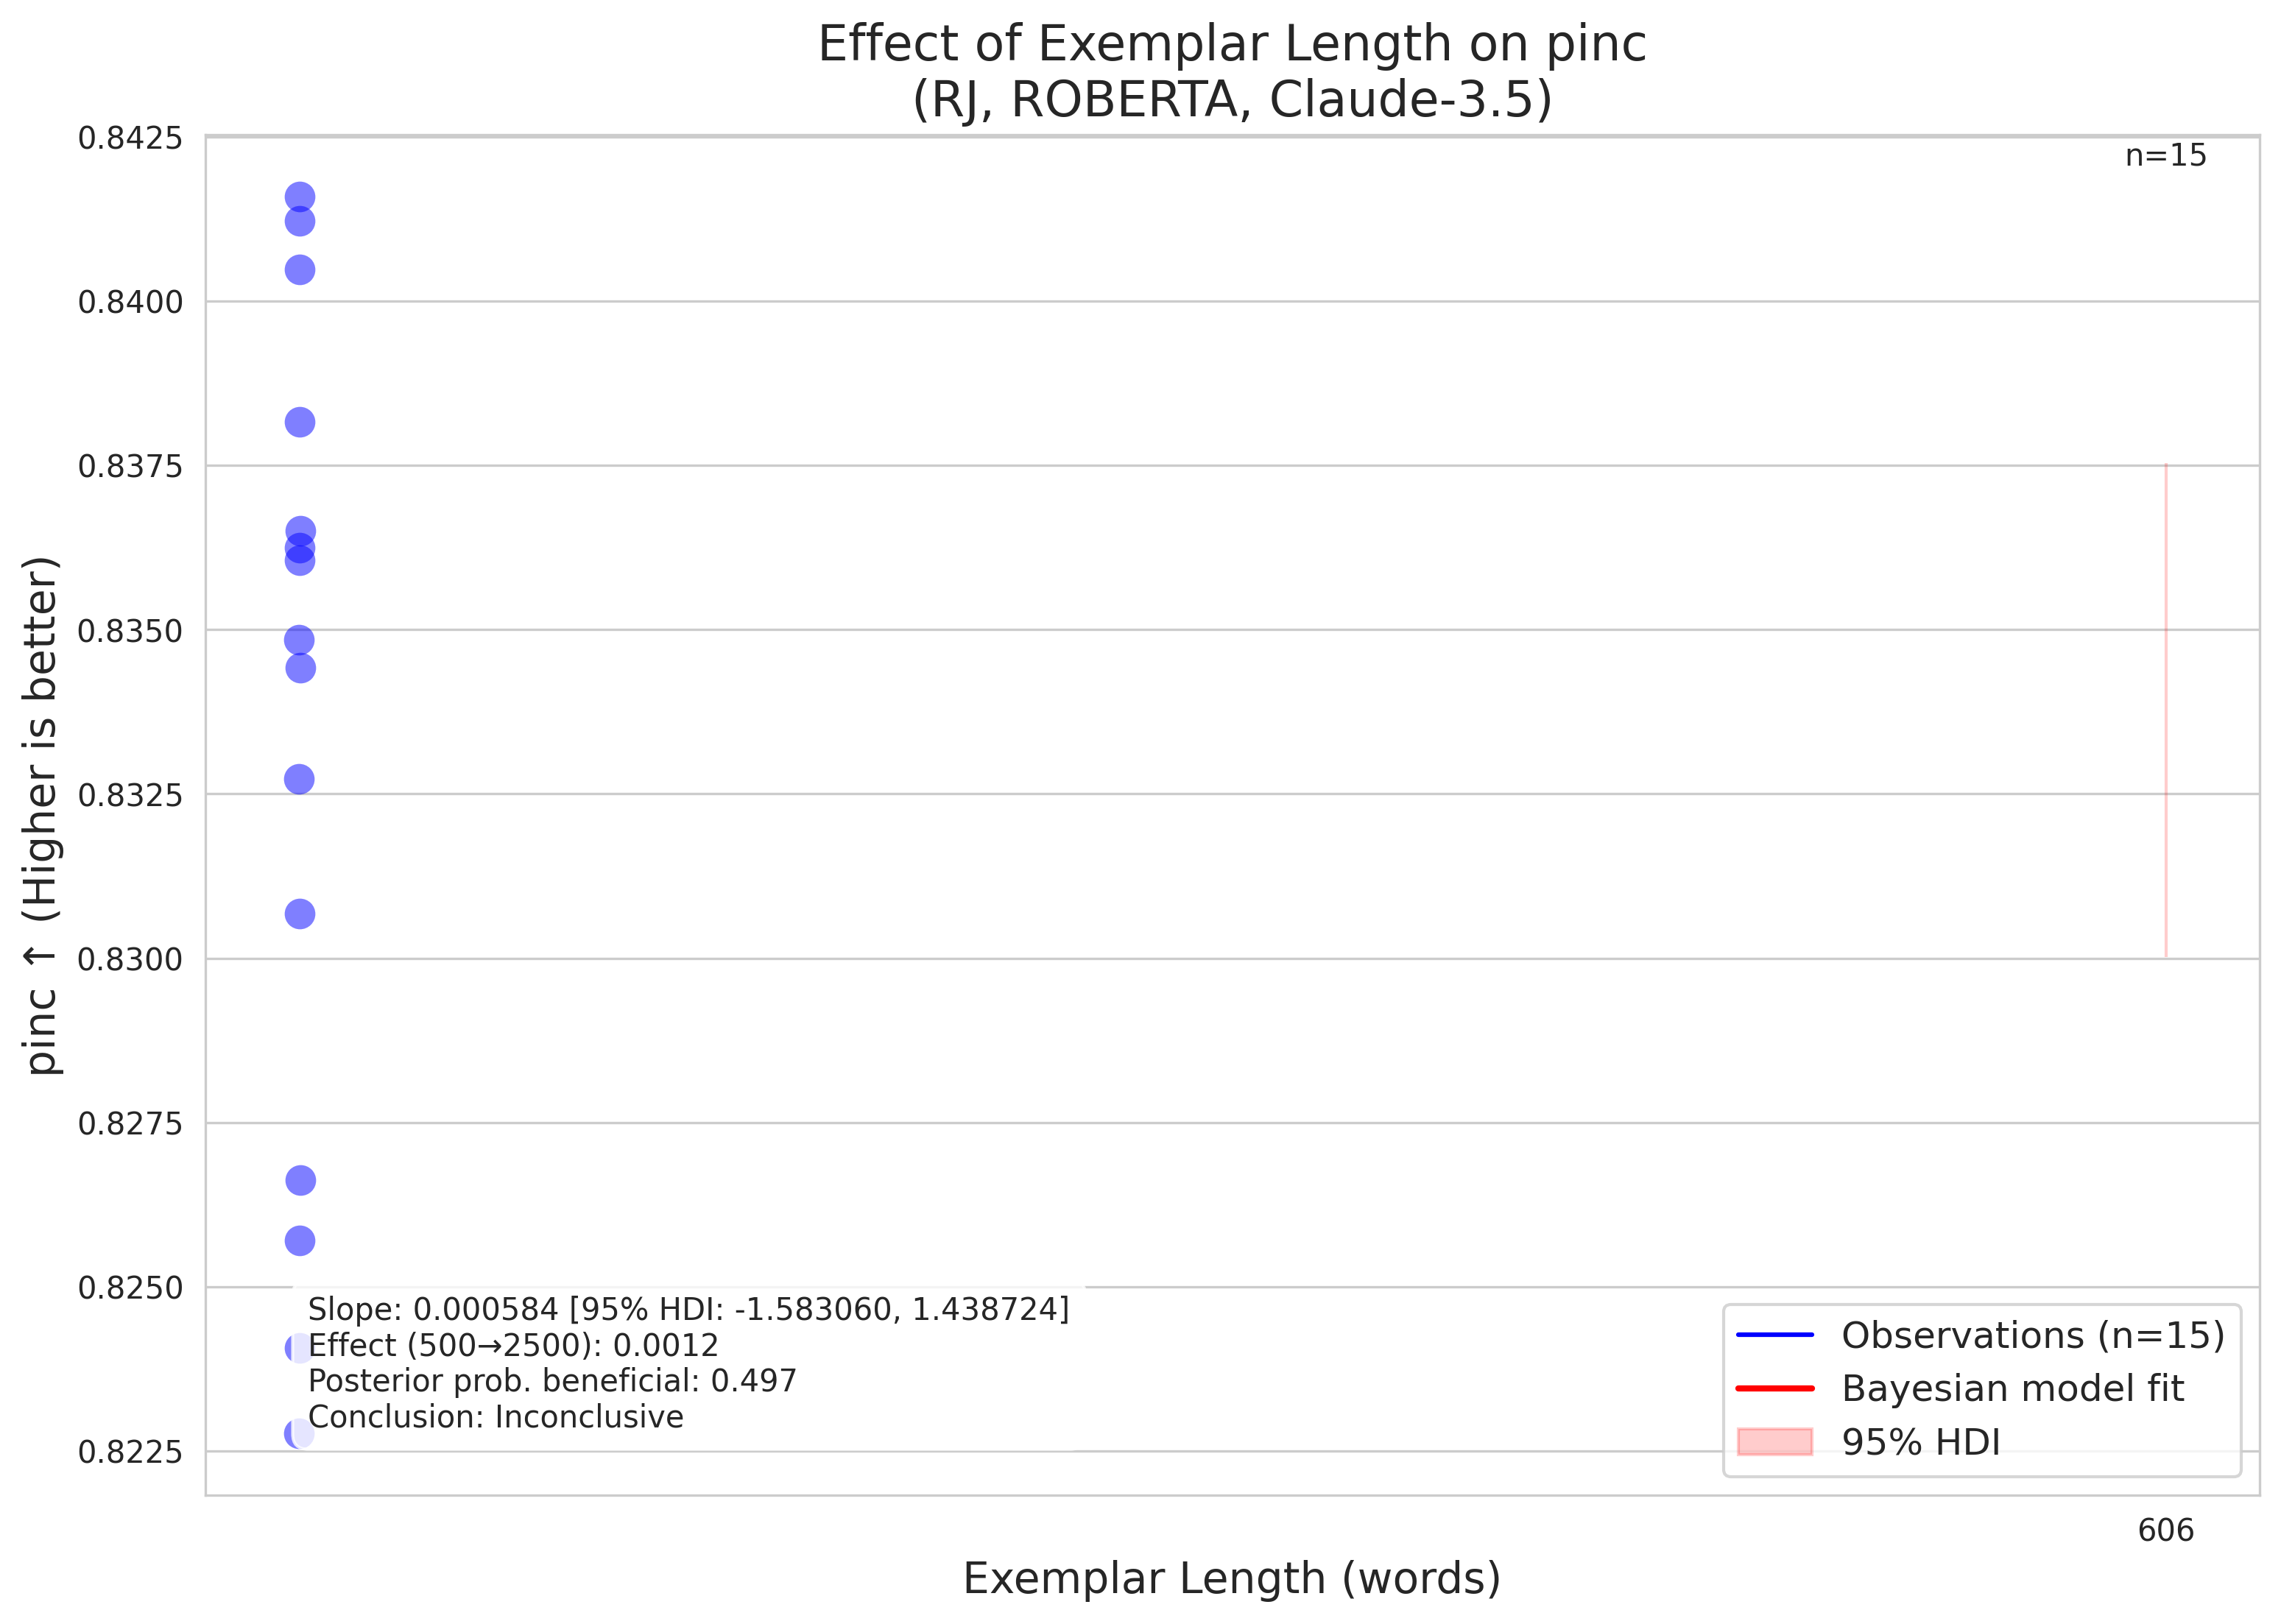 Effect of Exemplar Length on pinc
(RJ, ROBERTA, Claude-3.5)
n=15
pinc ↑ (Higher is better)
0.8425
0.8400
0.8375
0.8350
0.8325
0.8300
0.8275
0.8250
0.8225
Slope: 0.000584 [95% HDI: -1.583060, 1.438724]
Effect (500→2500): 0.0012
Posterior prob. beneficial: 0.497
Conclusion: Inconclusive
Observations (n=15)
Bayesian model fit
95% HDI
606
Exemplar Length (words)